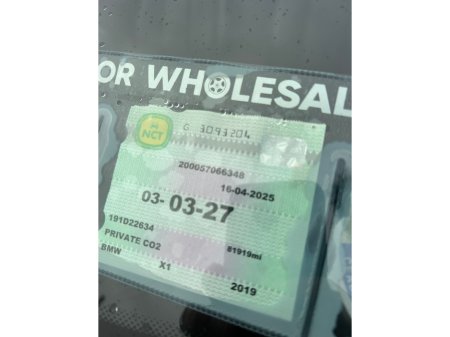 OR WHOLESAL
NCT G 3093204
200057066348
16-04-2025
03-03-27
191D22634
PRIVATE CO2 81919mi
BMW X1 2019